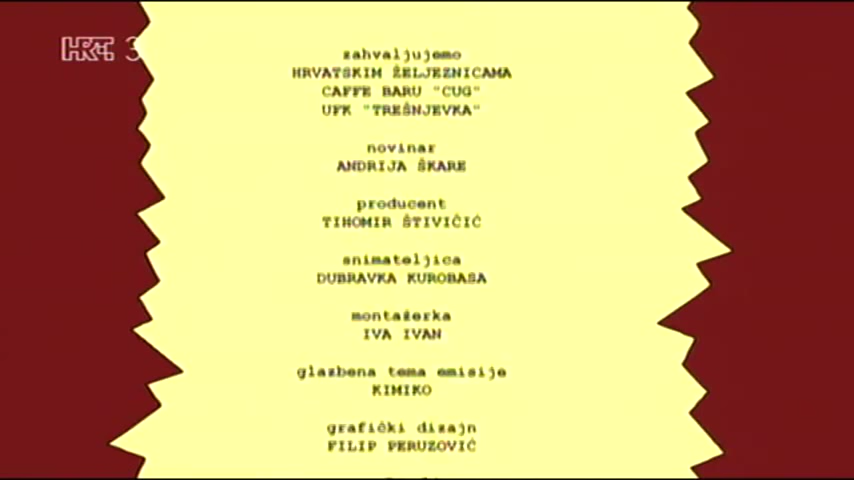 HRT 3
zahvaljujemo
HRVATSKIM ŽELJEZNICAMA
CAFFE BARU "CUG"
UFK "TREŠNJEVKA"
novinar
ANDRIJA ŠKARE
producent
TIHOMIR ŠTIVIČIĆ
snimateljica
DUBRAVKA KUROBASA
montažerka
IVA IVAN
glazbena tema emisije
KIMIKO
grafički dizajn
FILIP PERUZOVIĆ